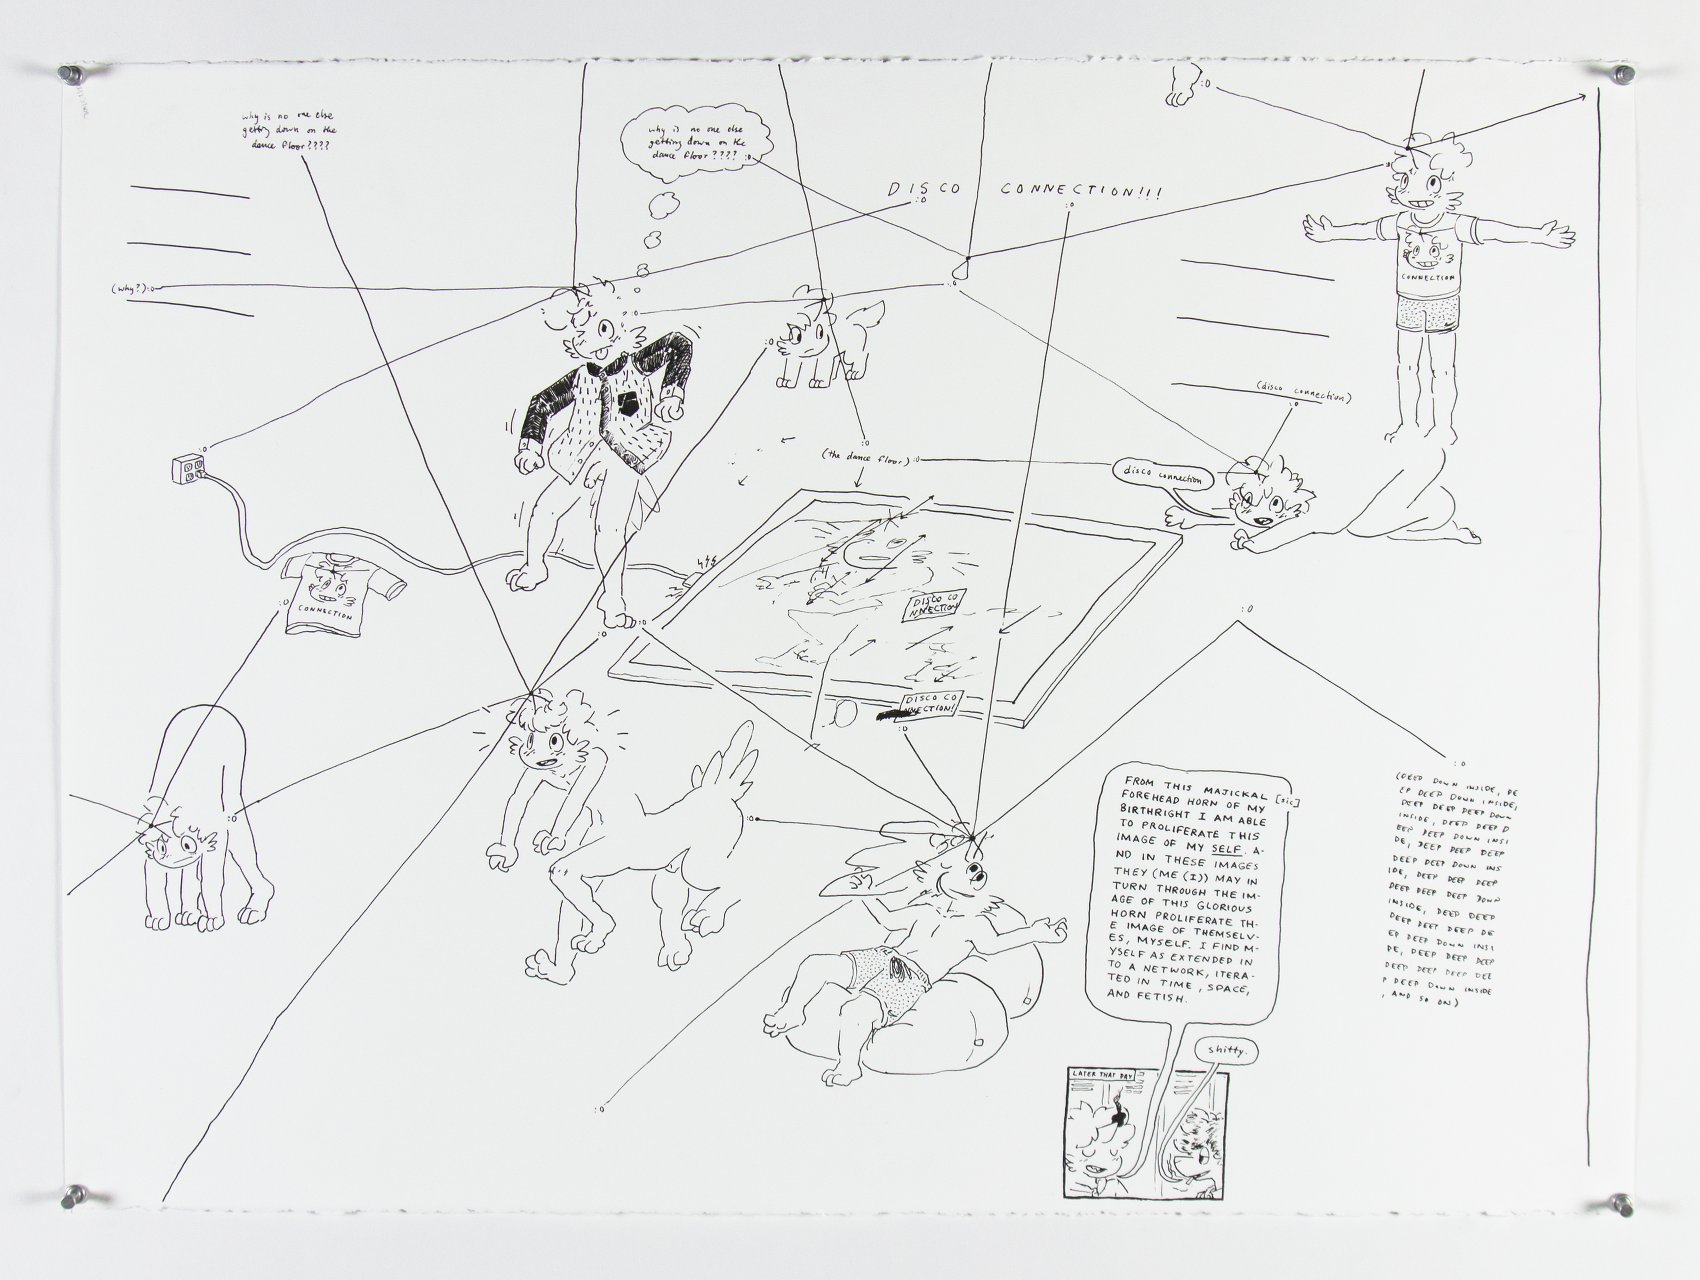 why is no one else
getting down on the
dance floor????
why is no one else
getting down on the
dance floor???? :o
:o
DISCO CONNECTION!!!
:o
:o
:o
(why?):o
:o
:o
:o
CONNECTION
(disco connection)
:o
:o
:o
(the dance floor):o
disco connection
CONNECTION
:o
DISCO CO
NNECTION!
:o
:o
:o
DISCO CO
NNECTION!
:o
:o
:o
:o
FROM THIS MAJICKAL [sic]
FOREHEAD HORN OF MY
BIRTHRIGHT I AM ABLE
TO PROLIFERATE THIS
IMAGE OF MY SELF. A-
ND IN THESE IMAGES
THEY (ME (I)) MAY IN
TURN THROUGH THE IM-
AGE OF THIS GLORIOUS
HORN PROLIFERATE TH-
E IMAGE OF THEMSELV-
ES, MYSELF. I FIND M-
YSELF AS EXTENDED IN
TO A NETWORK, ITERA-
TED IN TIME, SPACE,
AND FETISH.
(DEEP DOWN INSIDE, DE
EP DEEP DOWN INSIDE,
DEEP DEEP DEEP DOWN
INSIDE, DEEP DEEP D
EEP DEEP DOWN INSI
DE, DEEP DEEP DEEP
DEEP DEEP DOWN INS
IDE, DEEP DEEP DEEP
DEEP DEEP DEEP DOWN
INSIDE, DEEP DEEP
DEEP DEEP DEEP DE
EP DEEP DOWN INSI
DE, DEEP DEEP DEEP
DEEP DEEP DEEP DEE
P DEEP DOWN INSIDE
, AND SO ON)
:o
shitty.
LATER THAT DAY